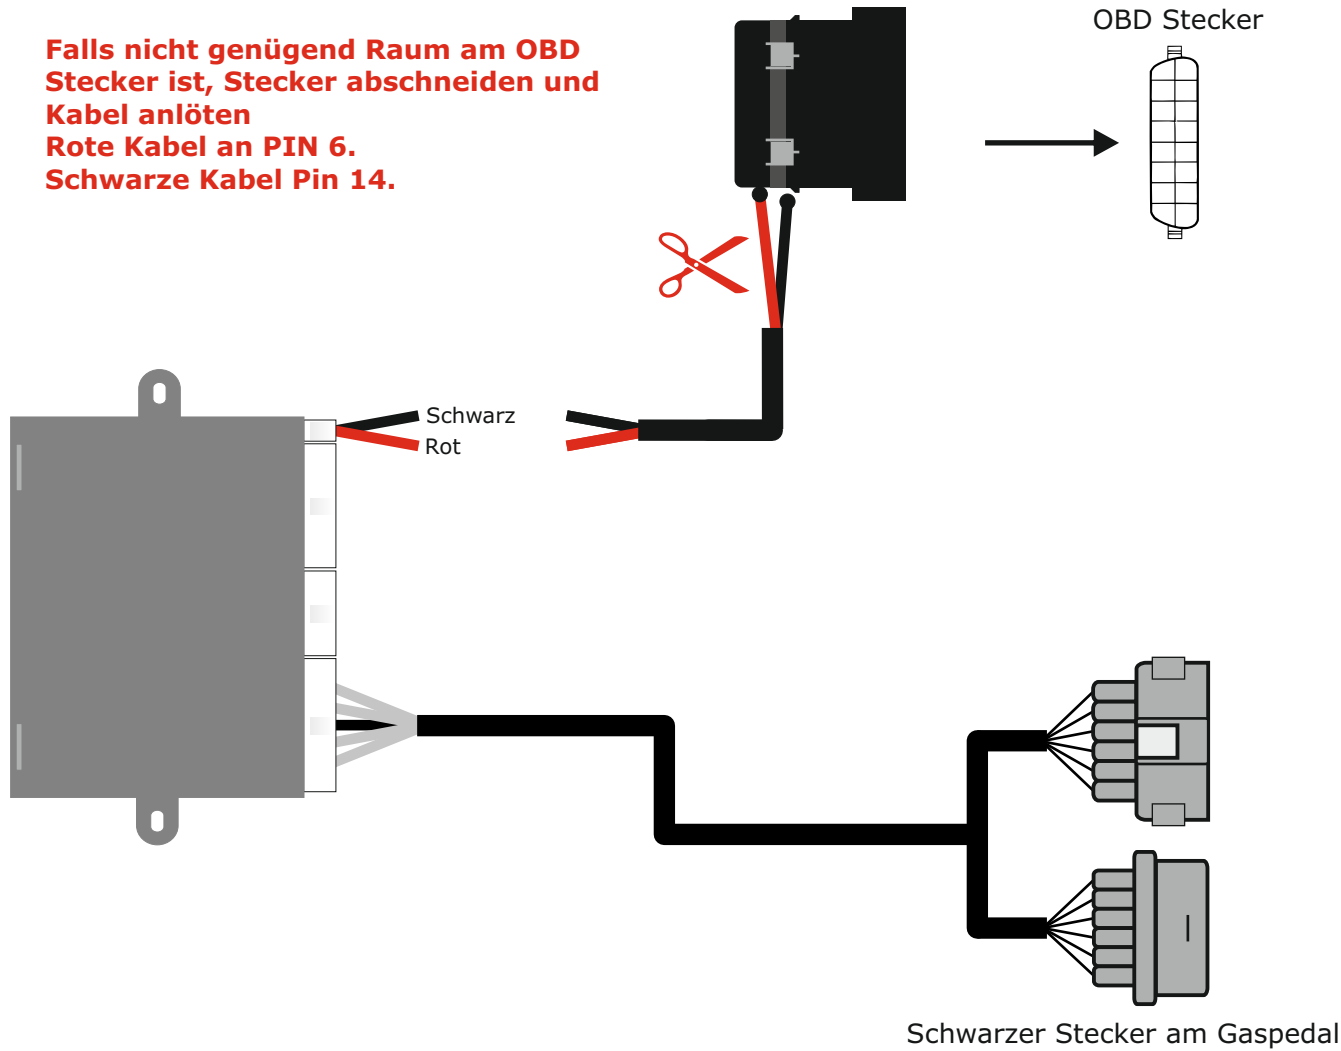 Falls nicht genügend Raum am OBD
Stecker ist, Stecker abschneiden und
Kabel anlöten
Rote Kabel an PIN 6.
Schwarze Kabel Pin 14.
OBD Stecker
Schwarz
Rot
Schwarzer Stecker am Gaspedal